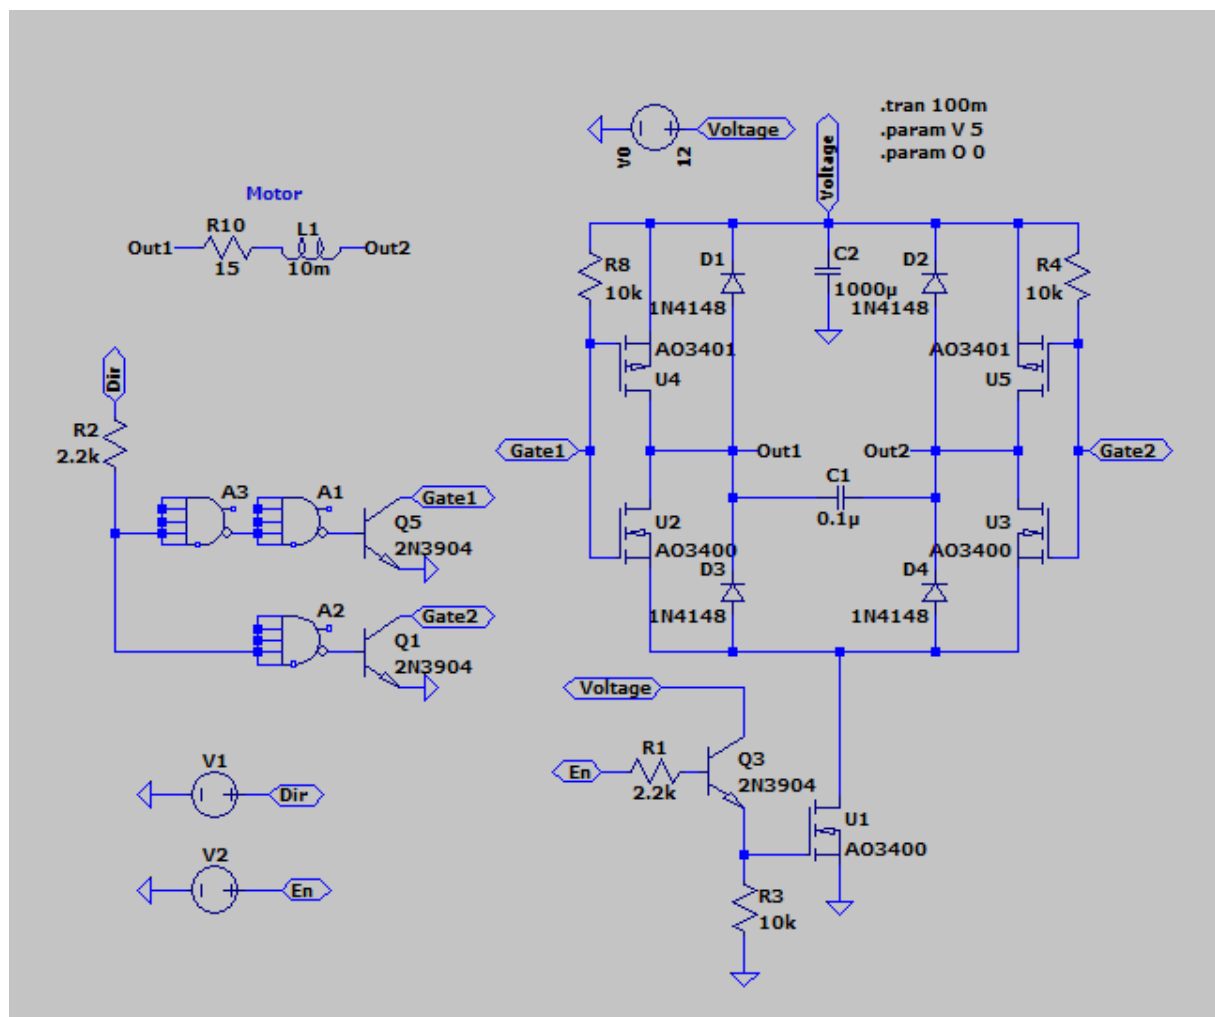 .tran 100m
.param V 5
.param O 0
V0
12
Voltage
Voltage
Motor
R10
15
L1
10m
Out1
Out2
R8
10k
D1
1N4148
C2
1000µ
D2
1N4148
R4
10k
AO3401
U4
AO3401
U5
Dir
R2
2.2k
Gate1
Out1
Out2
Gate2
C1
0.1µ
A3
A1
Gate1
Q5
2N3904
U2
AO3400
U3
AO3400
D3
1N4148
D4
1N4148
A2
Gate2
Q1
2N3904
Voltage
R1
2.2k
En
Q3
2N3904
U1
AO3400
R3
10k
V1
Dir
V2
En